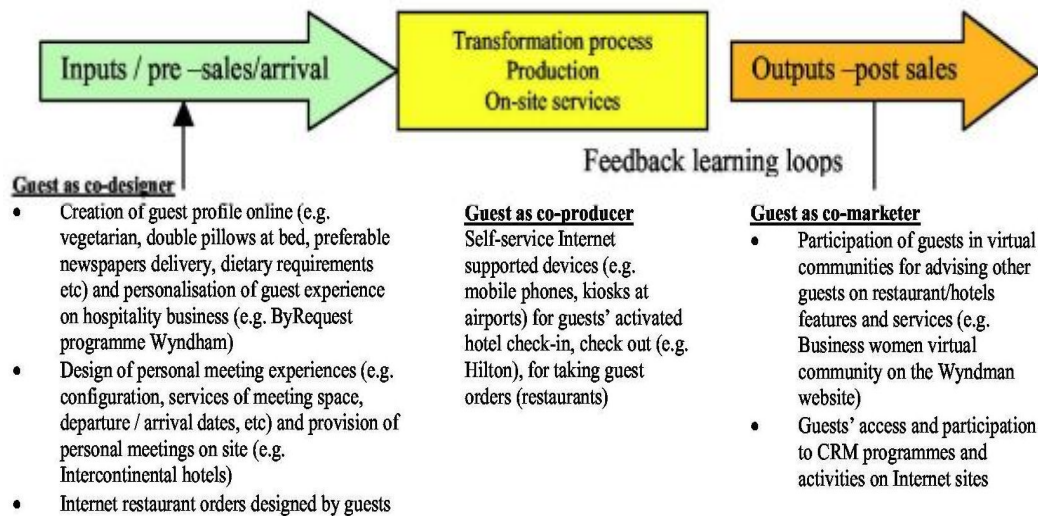 Inputs / pre –sales/arrival
Transformation process
Production
On-site services
Outputs –post sales
Feedback learning loops
Guest as co-designer
• Creation of guest profile online (e.g.
vegetarian, double pillows at bed, preferable
newspapers delivery, dietary requirements
etc) and personalisation of guest experience
on hospitality business (e.g. ByRequest
programme Wyndham)
• Design of personal meeting experiences (e.g.
configuration, services of meeting space,
departure / arrival dates, etc) and provision of
personal meetings on site (e.g.
Intercontinental hotels)
• Internet restaurant orders designed by guests
Guest as co-producer
Self-service Internet
supported devices (e.g.
mobile phones, kiosks at
airports) for guests’ activated
hotel check-in, check out (e.g.
Hilton), for taking guest
orders (restaurants)
Guest as co-marketer
• Participation of guests in virtual
communities for advising other
guests on restaurant/hotels
features and services (e.g.
Business women virtual
community on the Wyndman
website)
• Guests’ access and participation
to CRM programmes and
activities on Internet sites